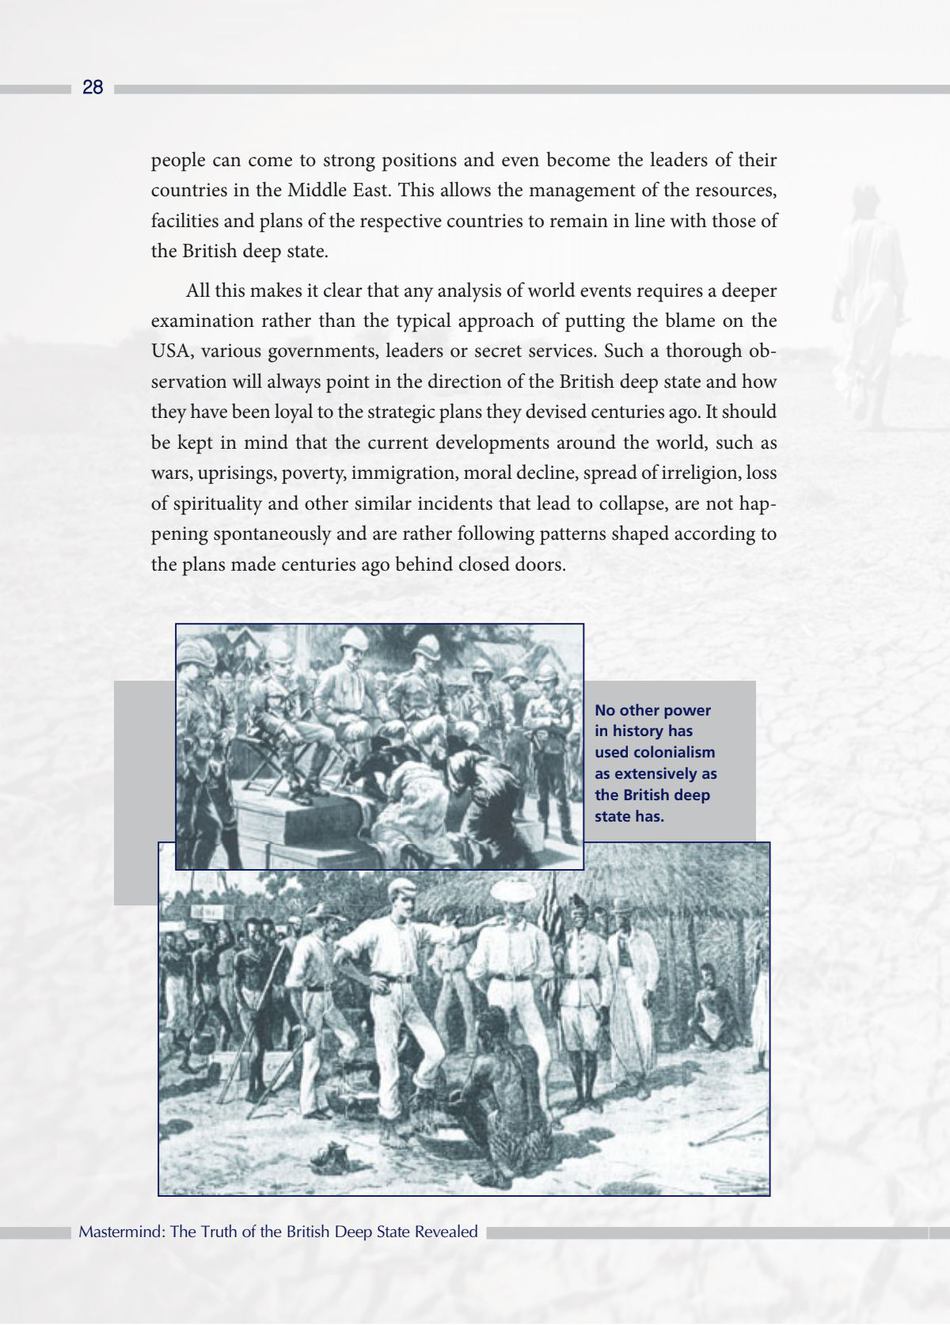 28
people can come to strong positions and even become the leaders of their
countries in the Middle East. This allows the management of the resources,
facilities and plans of the respective countries to remain in line with those of
the British deep state.
All this makes it clear that any analysis of world events requires a deeper
examination rather than the typical approach of putting the blame on the
USA, various governments, leaders or secret services. Such a thorough ob-
servation will always point in the direction of the British deep state and how
they have been loyal to the strategic plans they devised centuries ago. It should
be kept in mind that the current developments around the world, such as
wars, uprisings, poverty, immigration, moral decline, spread of irreligion, loss
of spirituality and other similar incidents that lead to collapse, are not hap-
pening spontaneously and are rather following patterns shaped according to
the plans made centuries ago behind closed doors.
No other power
in history has
used colonialism
as extensively as
the British deep
state has.
Mastermind: The Truth of the British Deep State Revealed